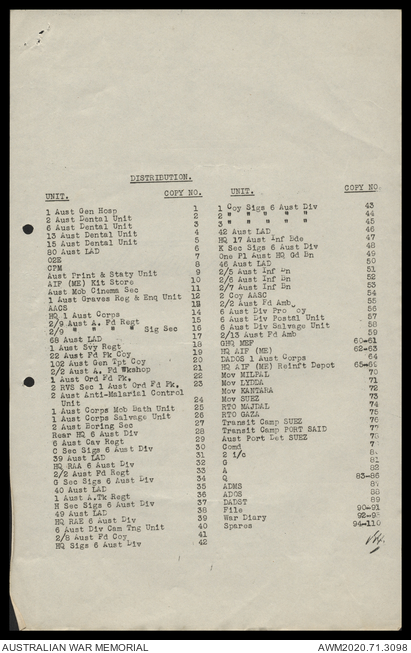 DISTRIBUTION.
UNIT. COPY NO.
1 Aust Gen Hosp 1
2 Aust Dental Unit 2
6 Aust Dental Unit 3
13 Aust Dental Unit 4
15 Aust Dental Unit 5
80 Aust LAD 6
O2E 7
CPM 8
Aust Print & Staty Unit 9
AIF (ME) Kit Store 10
Aust Mob Cinema Sec 11
1 Aust Graves Reg & Enq Unit 12
AACS 13
HQ 1 Aust Corps 14
2/9 Aust A. Fd Regt 15
2/9 " " " " Sig Sec 16
68 Aust LAD 17
1 Aust Svy Regt 18
22 Aust Fd Pk Coy 19
102 Aust Gen Tpt Coy 20
2/2 Aust A. Fd Wkshop 21
1 Aust Ord Fd Pk. 22
2 RVS Sec 1 Aust Ord Fd Pk. 23
2 Aust Anti-Malarial Control
Unit 24
1 Aust Corps Mob Bath Unit 24
1 Aust Corps Salvage Unit 25
2 Aust Boring Sec 26
Rear HQ 6 Aust Div 27
6 Aust Cav Regt 28
C Sec Sigs 6 Aust Div 29
39 Aust LAD 30
HQ RAA 6 Aust Div 31
2/2 Aust Fd Regt 32
G Sec Sigs 6 Aust Div 33
40 Aust LAD 34
1 Aust A.Tk Regt 35
H Sec Sigs 6 Aust Div 36
49 Aust LAD 37
HQ RAE 6 Aust Div 38
6 Aust Div Cam Tng Unit 39
2/8 Aust Fd Coy 41
HQ Sigs 6 Aust Div 42
UNIT. COPY NO.
1 Coy Sigs 6 Aust Div 43
2 " " " " " 44
3 " " " " " 45
42 Aust LAD 46
HQ 17 Aust Inf Bde 47
K Sec Sigs 6 Aust Div 48
One Pl Aust HQ Gd Bn 49
46 Aust LAD 50
2/5 Aust Inf Bn 51
2/6 Aust Inf Bn 52
2/7 Aust Inf Bn 53
2 Coy AASC 54
2/2 Aust Fd Amb 55
6 Aust Div Pro Coy 56
6 Aust Div Postal Unit 57
6 Aust Div Salvage Unit 58
2/13 Aust Fd Amb 59
GHQ MEF 60-61
HQ AIF (ME) 62-63
DADOS 1 Aust Corps 64
HQ AIF (ME) Reinft Depot 65-86
Mov MILPAL 70
Mov LYDDA 71
Mov KANTARA 72
Mov SUEZ 73
RTO MAJDAL 74
RTO GAZA 75
Transit Camp SUEZ 76
Transit Camp PORT SAID 77
Aust Port Det SUEZ 78
Comd
2 i/c
G 81
A 82
Q 83-86
ADMS 87
ADOS 88
DADST 89
File 90-91
War Diary 92-93
Spares 94-110
AUSTRALIAN WAR MEMORIAL
AWM2020.71.3098